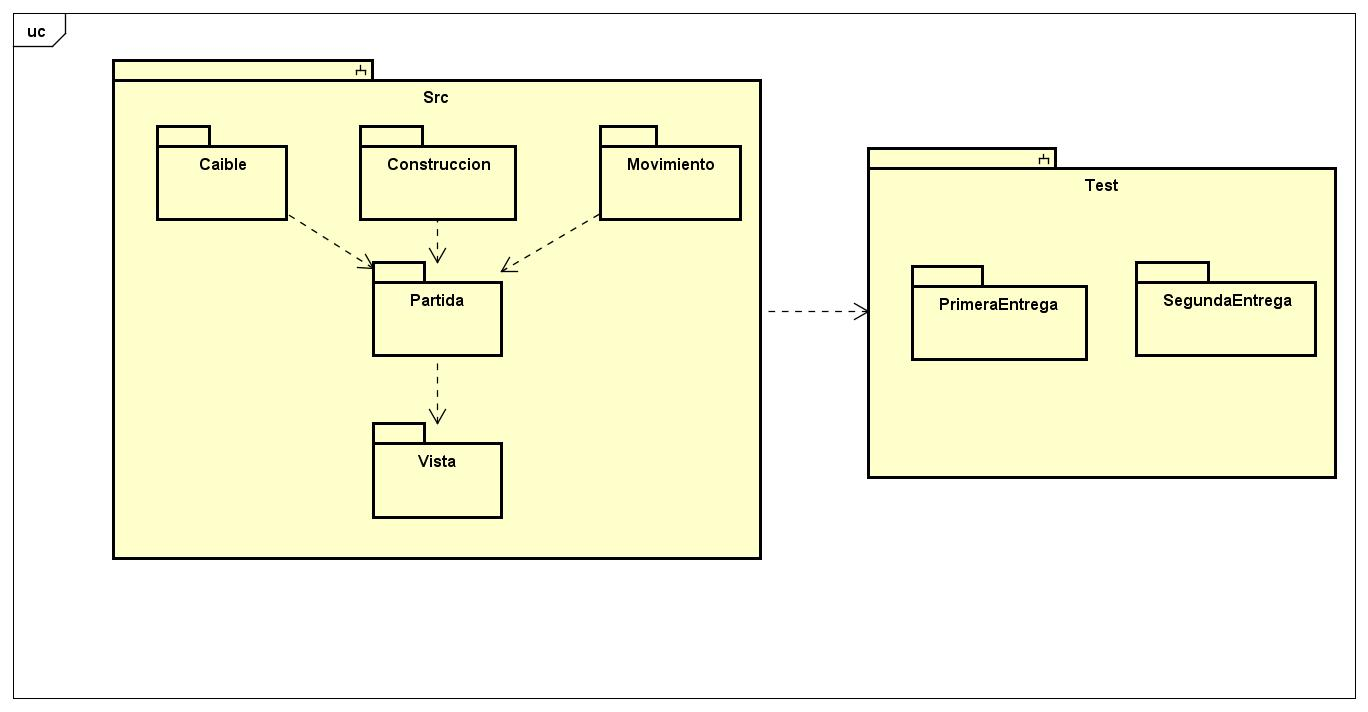 uc
Src
Caible
Construccion
Movimiento
Partida
Vista
Test
PrimeraEntrega
SegundaEntrega